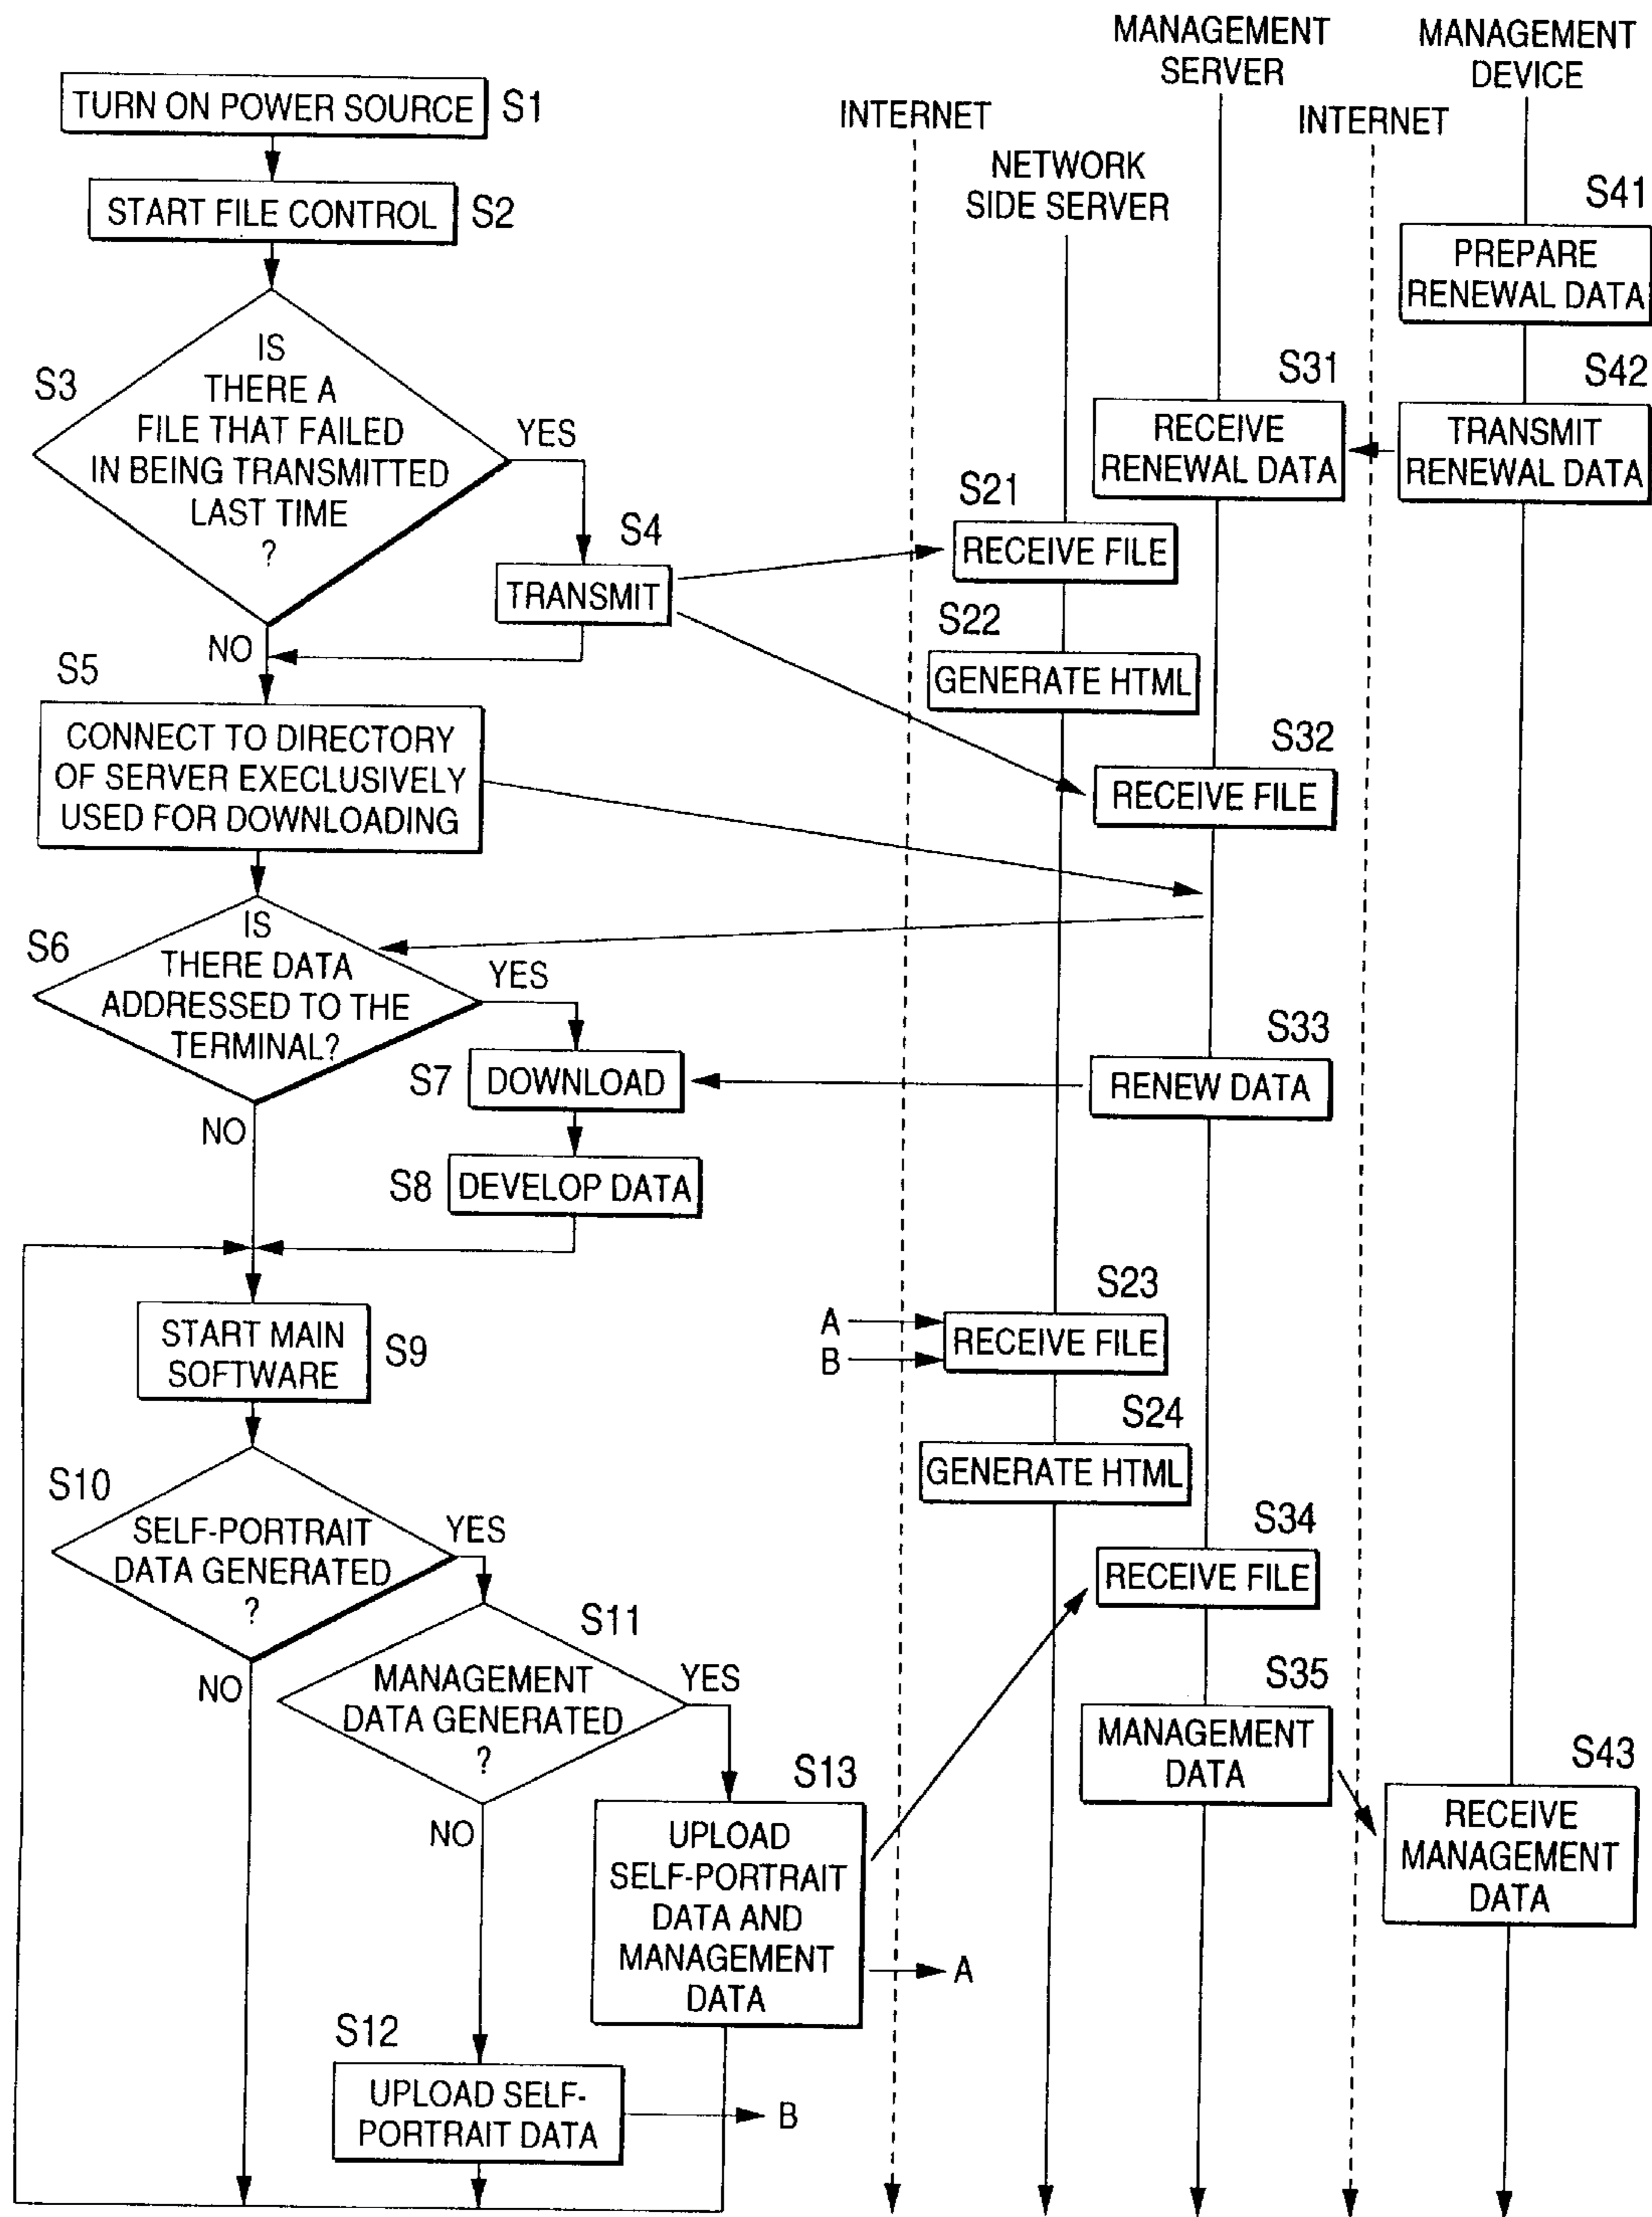 TURN ON POWER SOURCE
S1
START FILE CONTROL
S2
S3
IS
THERE A
FILE THAT FAILED
IN BEING TRANSMITTED
LAST TIME
?
YES
NO
S4
TRANSMIT
S5
CONNECT TO DIRECTORY
OF SERVER EXECLUSIVELY
USED FOR DOWNLOADING
S6
IS
THERE DATA
ADDRESSED TO THE
TERMINAL?
YES
NO
S7
DOWNLOAD
S8
DEVELOP DATA
START MAIN
SOFTWARE
S9
S10
SELF-PORTRAIT
DATA GENERATED
?
YES
NO
S11
MANAGEMENT
DATA GENERATED
?
YES
NO
S13
UPLOAD
SELF-PORTRAIT
DATA AND
MANAGEMENT
DATA
A
S12
UPLOAD SELF-
PORTRAIT DATA
B
INTERNET
NETWORK
SIDE SERVER
S21
RECEIVE FILE
S22
GENERATE HTML
A
B
S23
RECEIVE FILE
S24
GENERATE HTML
MANAGEMENT
SERVER
S31
RECEIVE
RENEWAL DATA
S32
RECEIVE FILE
S33
RENEW DATA
S34
RECEIVE FILE
S35
MANAGEMENT
DATA
INTERNET
MANAGEMENT
DEVICE
S41
PREPARE
RENEWAL DATA
S42
TRANSMIT
RENEWAL DATA
S43
RECEIVE
MANAGEMENT
DATA